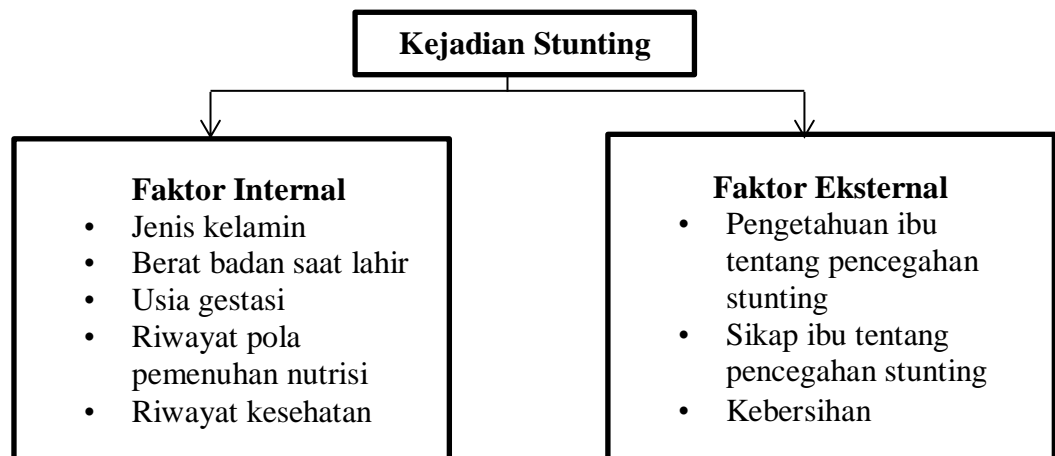 Kejadian Stunting
Faktor Internal
• Jenis kelamin
• Berat badan saat lahir
• Usia gestasi
• Riwayat pola
pemenuhan nutrisi
• Riwayat kesehatan
Faktor Eksternal
• Pengetahuan ibu
tentang pencegahan
stunting
• Sikap ibu tentang
pencegahan stunting
• Kebersihan